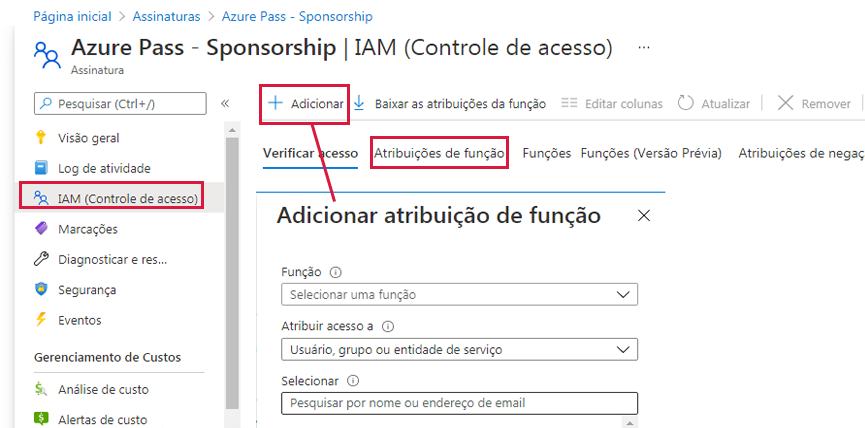 Página inicial > Assinaturas > Azure Pass - Sponsorship
Azure Pass - Sponsorship | IAM (Controle de acesso) ...
Assinatura
Pesquisar (Ctrl+/) «
+ Adicionar Baixar as atribuições da função Editar colunas Atualizar Remover
Visão geral
Log de atividade
IAM (Controle de acesso)
Marcações
Diagnosticar e res...
Segurança
Eventos
Gerenciamento de Custos
Análise de custo
Alertas de custo
Verificar acesso Atribuições de função Funções Funções (Versão Prévia) Atribuições de negaç
Adicionar atribuição de função
Função
Selecionar uma função
Atribuir acesso a
Usuário, grupo ou entidade de serviço
Selecionar
Pesquisar por nome ou endereço de email